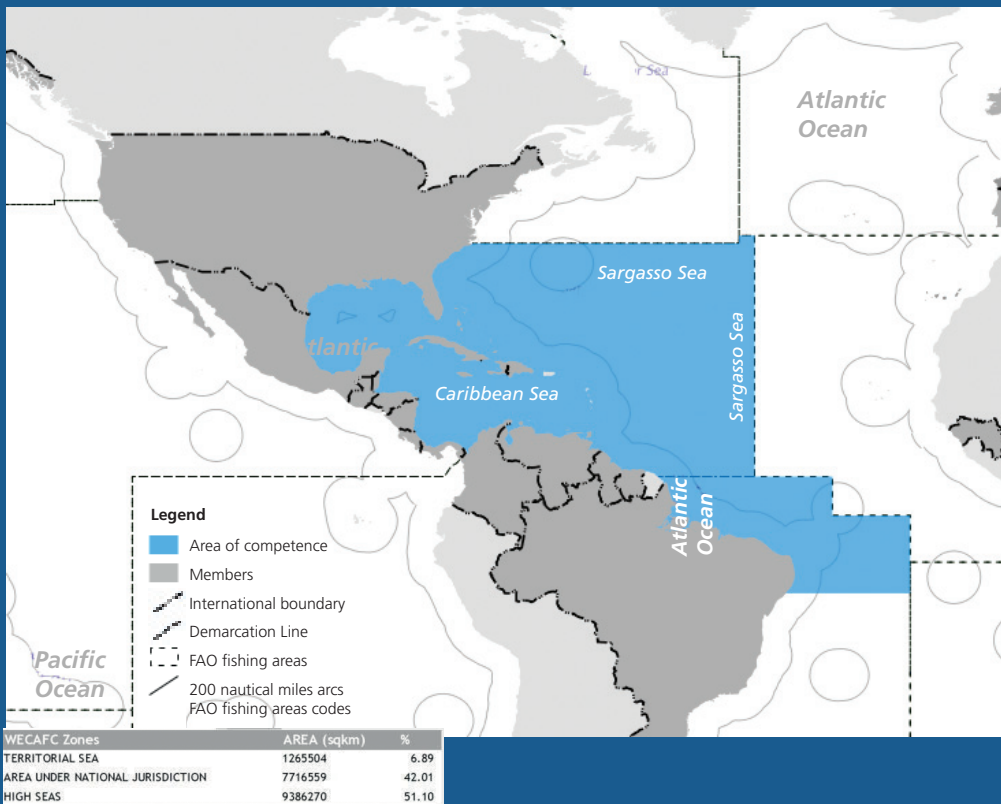 Atlantic
Ocean
Sargasso Sea
Sargasso Sea
tlantic
Caribbean Sea
Atlantic
Ocean
Legend
Area of competence
Members
International boundary
Demarcation Line
FAO fishing areas
200 nautical miles arcs
FAO fishing areas codes
Pacific
Ocean
WECAFC Zones AREA (sqkm) %
TERRITORIAL SEA 1265504 6.89
AREA UNDER NATIONAL JURISDICTION 7716559 42.01
HIGH SEAS 9386270 51.10